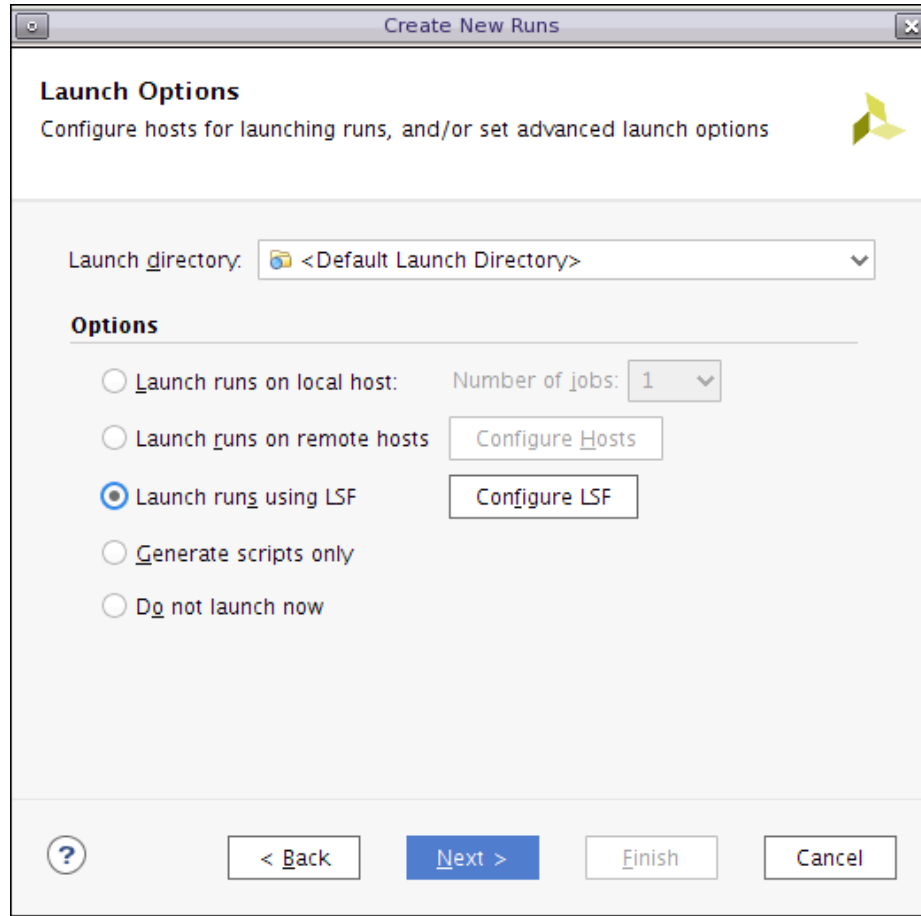 Create New Runs
Launch Options
Configure hosts for launching runs, and/or set advanced launch options
Launch directory: <Default Launch Directory>
Options
Launch runs on local host: Number of jobs: 1
Launch runs on remote hosts Configure Hosts
Launch runs using LSF Configure LSF
Generate scripts only
Do not launch now
? < Back Next > Finish Cancel